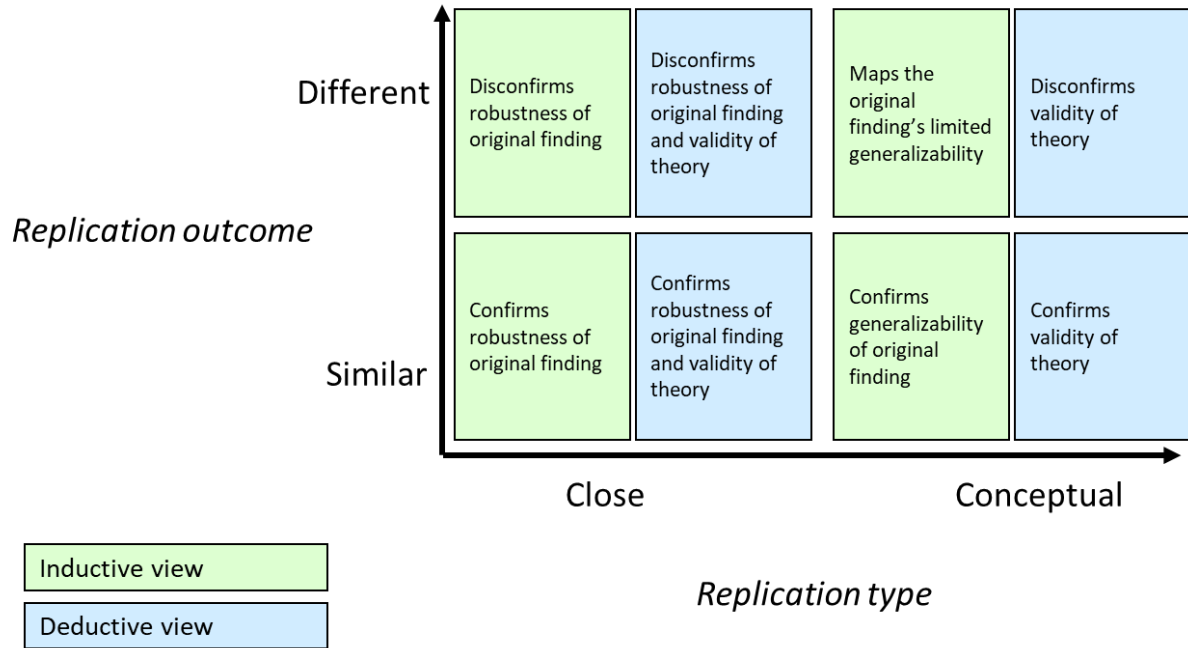 Different
Disconfirms
robustness of
original finding
Disconfirms
robustness of
original finding
and validity of
theory
Maps the
original
finding’s limited
generalizability
Disconfirms
validity of
theory
Replication outcome
Similar
Confirms
robustness of
original finding
Confirms
robustness of
original finding
and validity of
theory
Confirms
generalizability
of original
finding
Confirms
validity of
theory
Close
Conceptual
Replication type
Inductive view
Deductive view